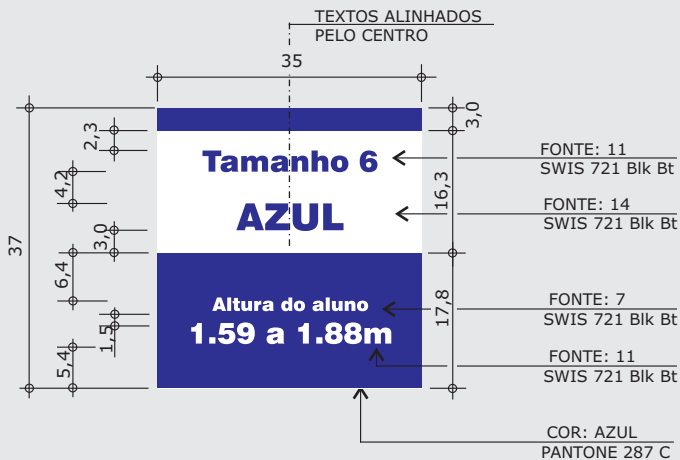 TEXTOS ALINHADOS
PELO CENTRO
35
3,0
2,3
4,2
3,0
16,3
37
6,4
1,5
5,4
17,8
Tamanho 6
AZUL
Altura do aluno
1.59 a 1.88m
FONTE: 11
SWIS 721 Blk Bt
FONTE: 14
SWIS 721 Blk Bt
FONTE: 7
SWIS 721 Blk Bt
FONTE: 11
SWIS 721 Blk Bt
COR: AZUL
PANTONE 287 C